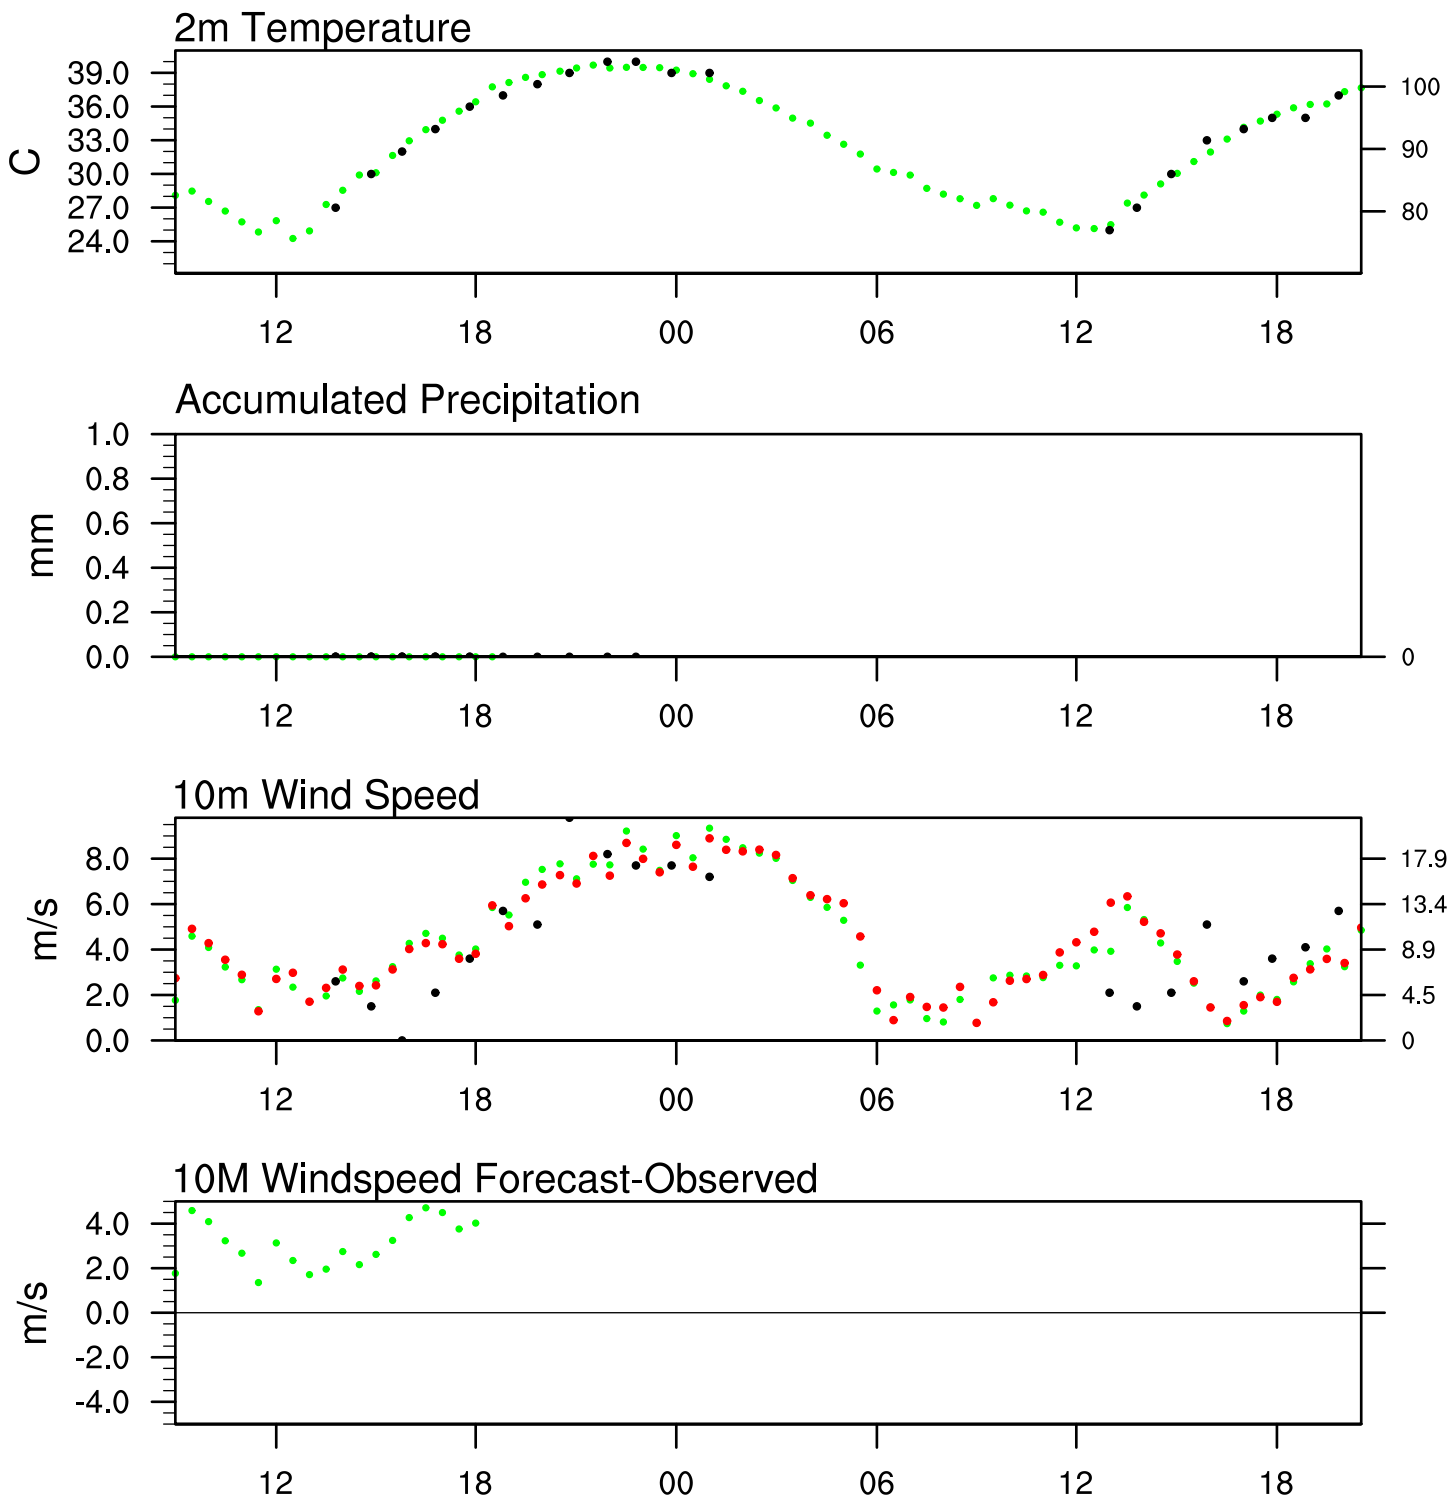 2m Temperature
39.0
36.0
33.0
30.0
27.0
24.0
C
100
90
80
12 18 00 06 12 18
Accumulated Precipitation
1.0
0.8
0.6
0.4
0.2
0.0
mm
0
12 18 00 06 12 18
10m Wind Speed
8.0
6.0
4.0
2.0
0.0
m/s
17.9
13.4
8.9
4.5
0
12 18 00 06 12 18
10M Windspeed Forecast-Observed
4.0
2.0
0.0
-2.0
-4.0
m/s
12 18 00 06 12 18